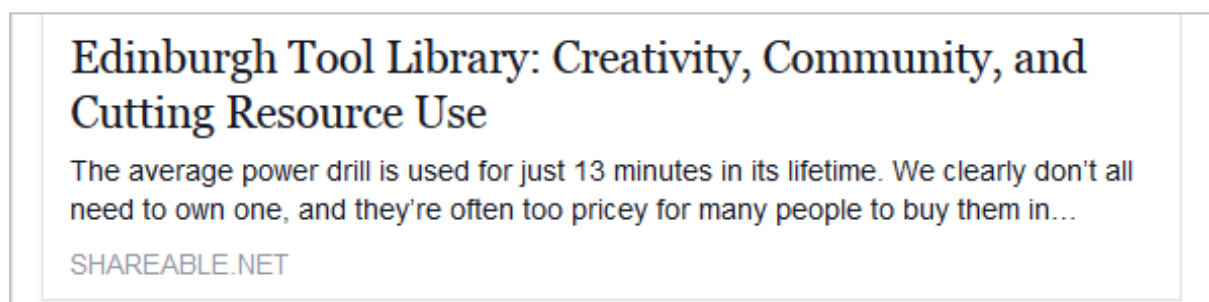 Edinburgh Tool Library: Creativity, Community, and
Cutting Resource Use
The average power drill is used for just 13 minutes in its lifetime. We clearly don’t all
need to own one, and they’re often too pricey for many people to buy them in…
SHAREABLE.NET